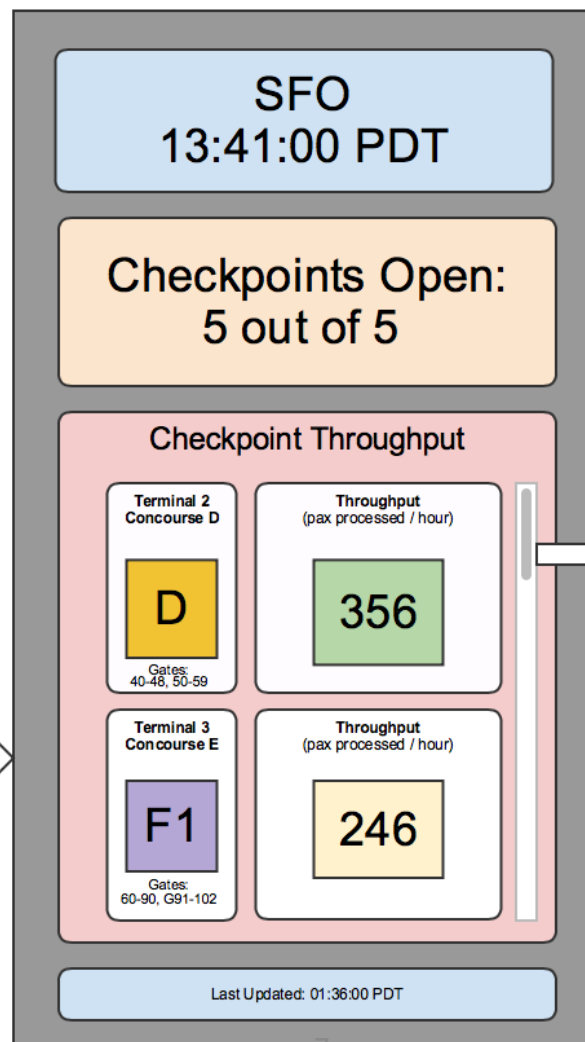 SFO
13:41:00 PDT
Checkpoints Open:
5 out of 5
Checkpoint Throughput
Terminal 2
Concourse D
D
Gates:
40-48, 50-59
Throughput
(pax processed / hour)
356
Terminal 3
Concourse E
F1
Gates:
60-90, G91-102
Throughput
(pax processed / hour)
246
Last Updated: 01:36:00 PDT